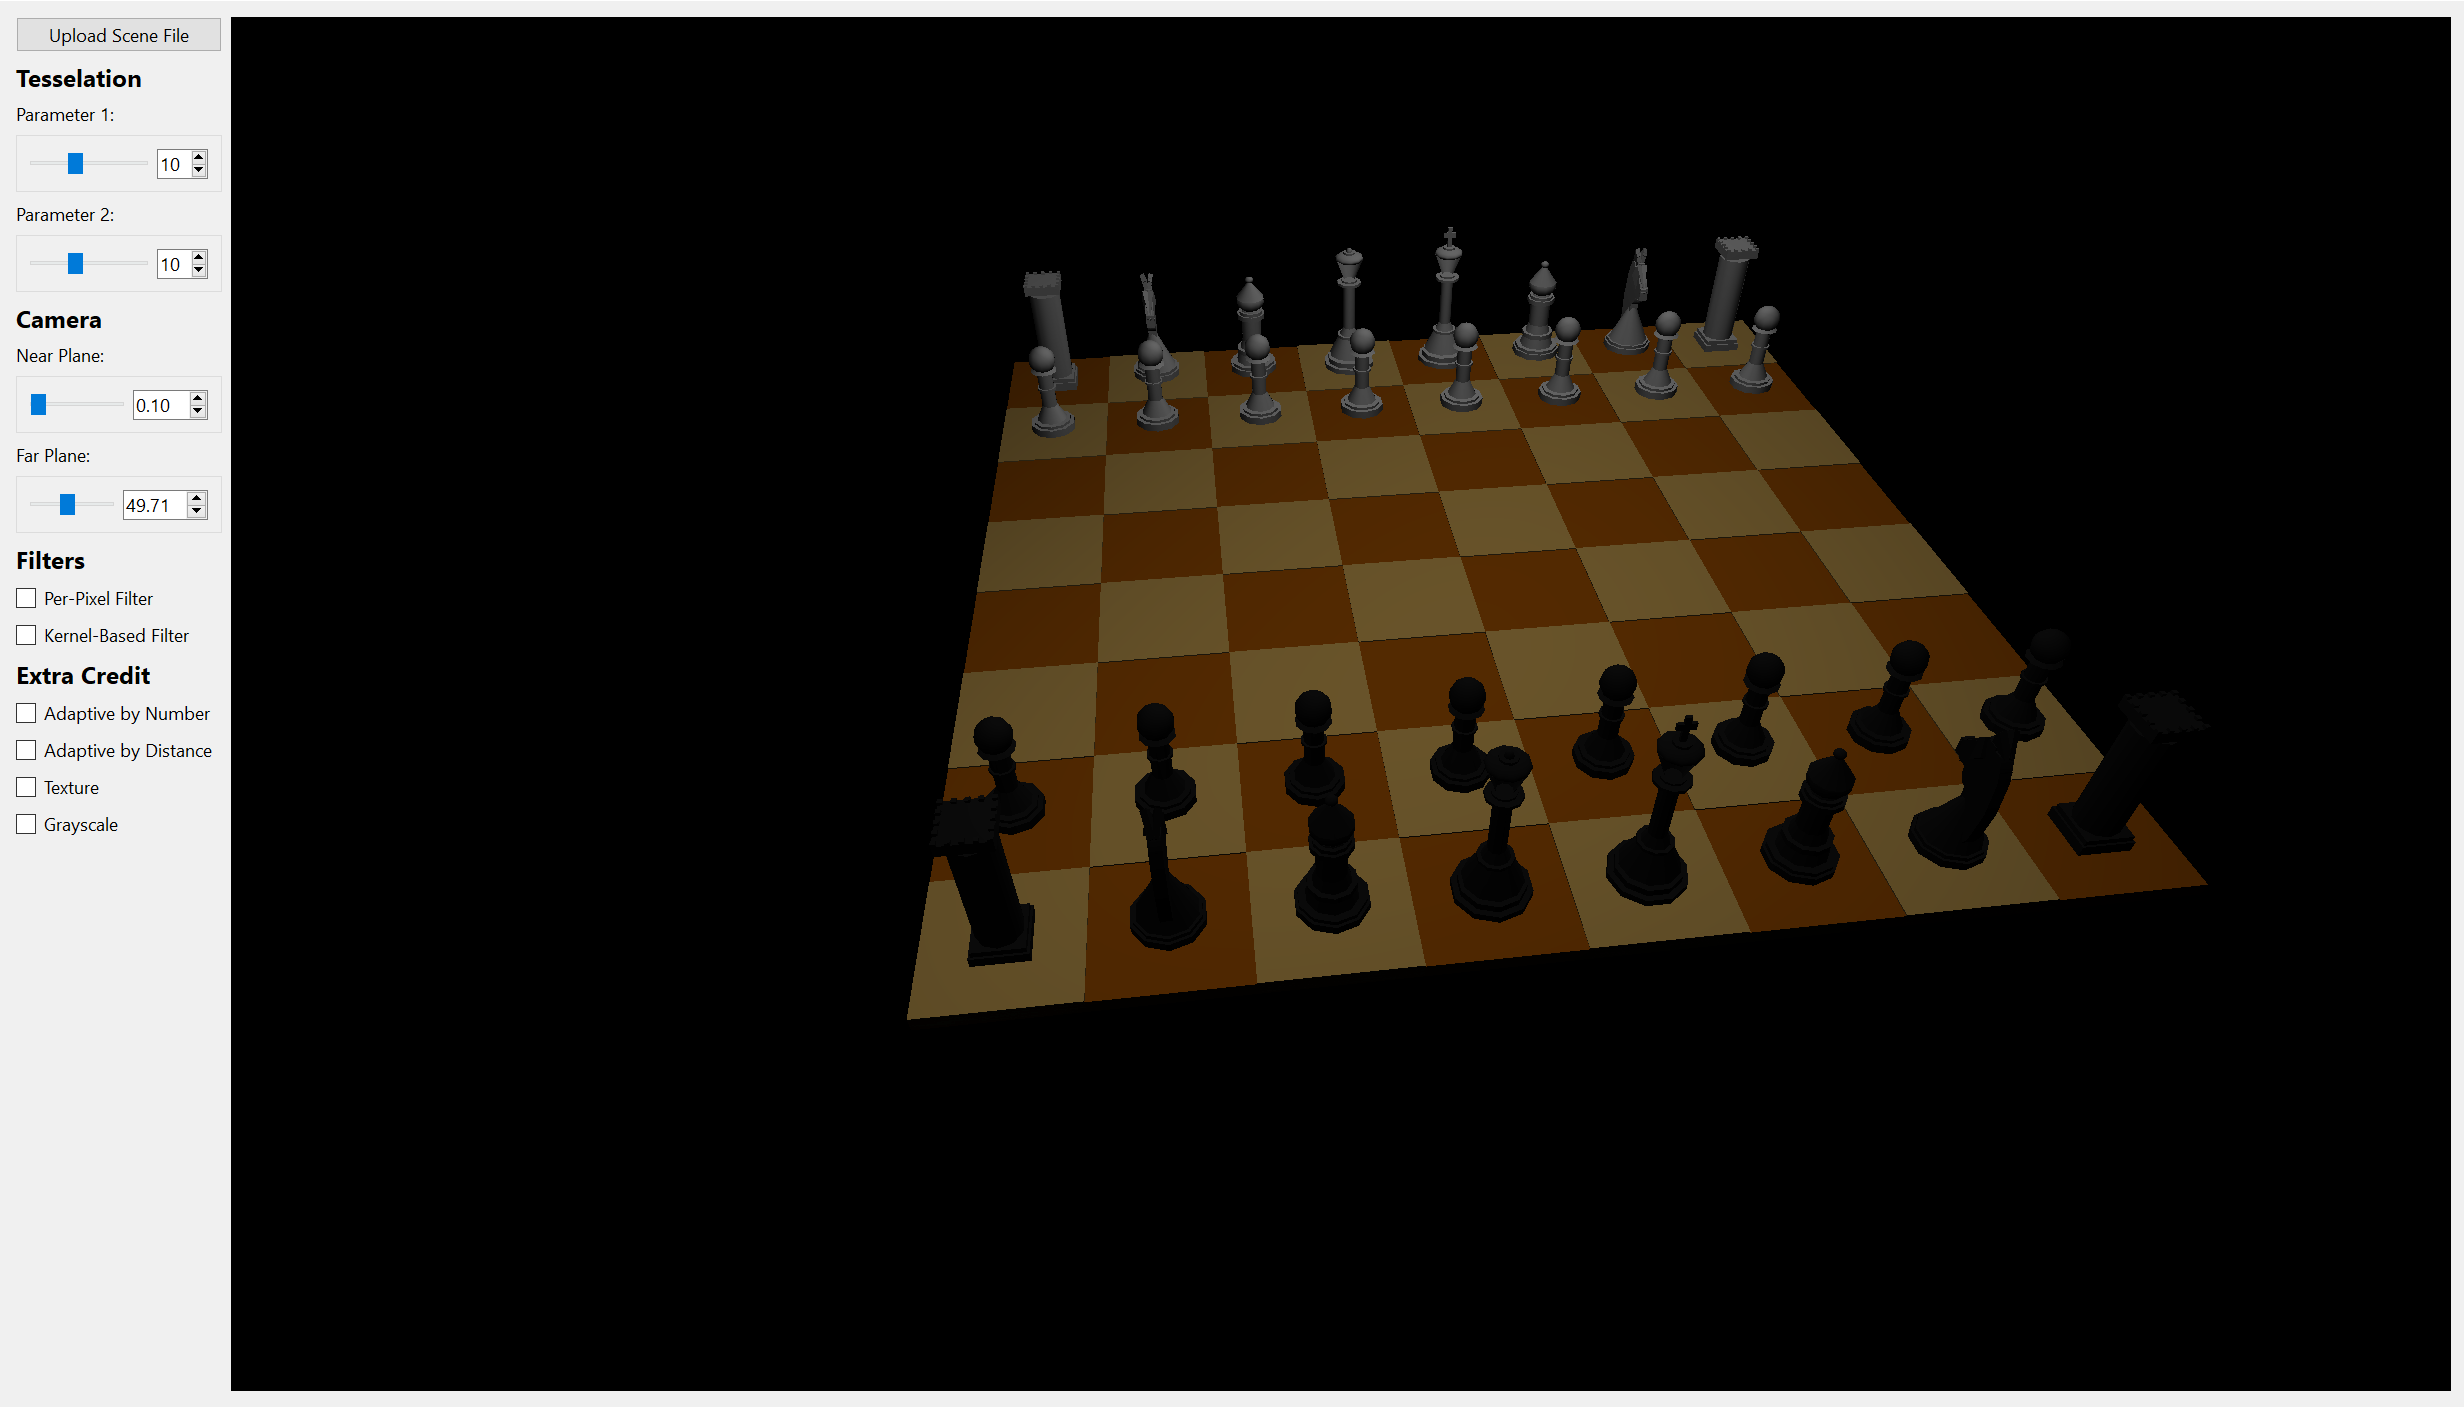 Upload Scene File
Tesselation
Parameter 1:
10
Parameter 2:
10
Camera
Near Plane:
0.10
Far Plane:
49.71
Filters
Per-Pixel Filter
Kernel-Based Filter
Extra Credit
Adaptive by Number
Adaptive by Distance
Texture
Grayscale